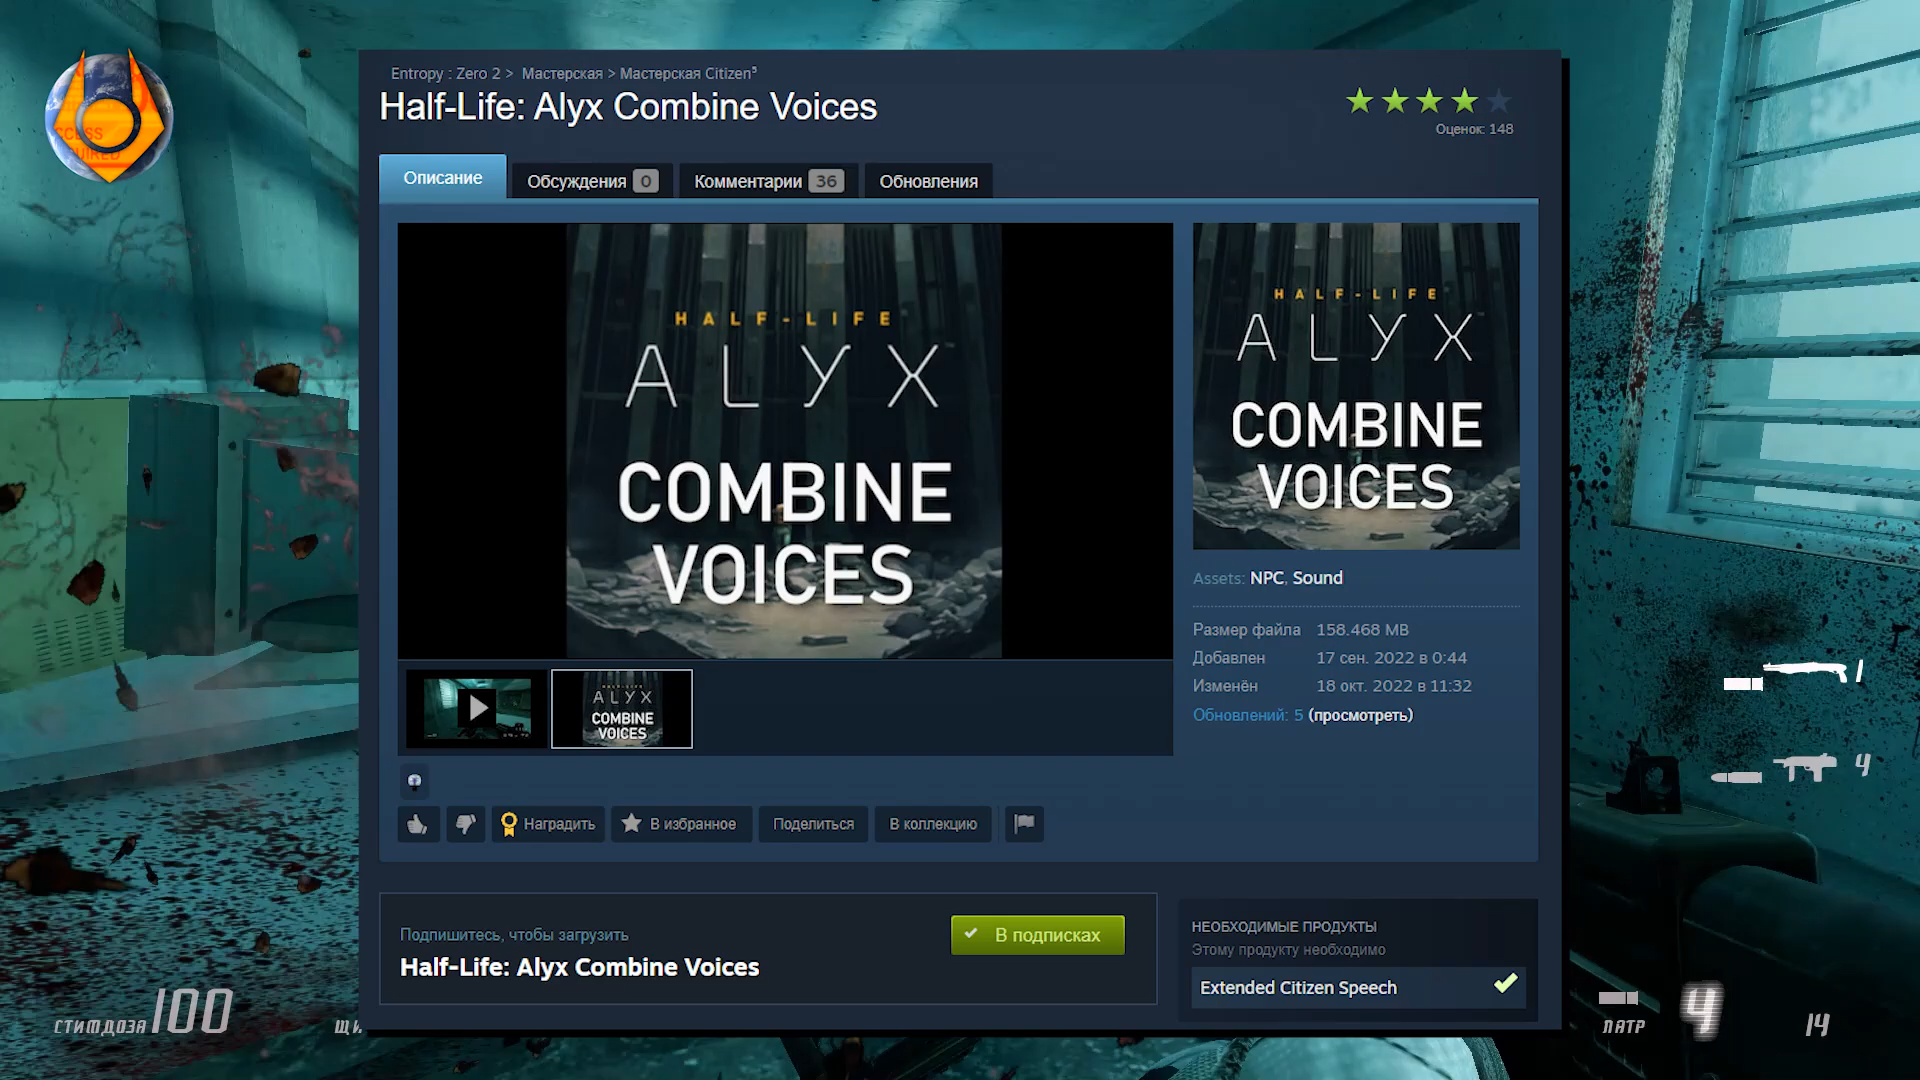 Entropy : Zero 2 > Мастерская > Мастерская Citizen⁵
Half-Life: Alyx Combine Voices
Оценок: 148
Описание
Обсуждения 0
Комментарии 36
Обновления
HALF-LIFE
ALYX
COMBINE
VOICES
HALF-LIFE
ALYX
COMBINE
VOICES
Assets: NPC, Sound
Размер файла 158.468 MB
Добавлен 17 сен. 2022 в 0:44
Изменён 18 окт. 2022 в 11:32
Обновлений: 5 (просмотреть)
ALYX
COMBINE
VOICES
Наградить
В избранное
Поделиться
В коллекцию
Подпишитесь, чтобы загрузить
Half-Life: Alyx Combine Voices
В подписках
НЕОБХОДИМЫЕ ПРОДУКТЫ
Этому продукту необходимо
Extended Citizen Speech
1
4
СТИМДОЗА 100
ЩИ
ПАТР 4 14